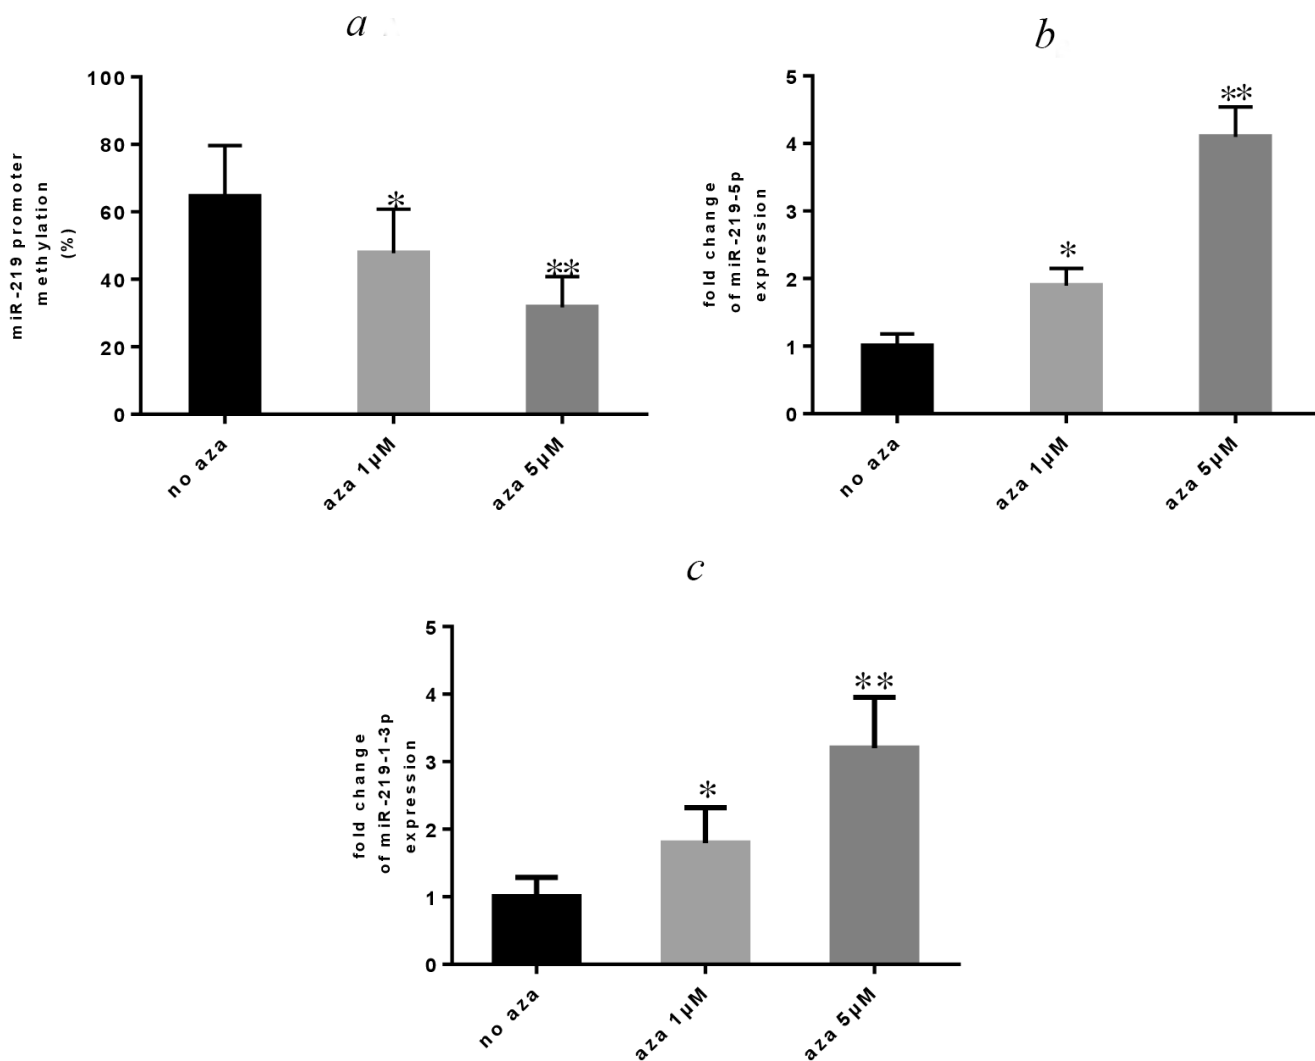 a
miR-219 promoter
methylation
(%)
100
80
60
40
20
0
*
**
no aza
aza 1µM
aza 5µM
b
fold change
of miR-219-5p
expression
5
4
3
2
1
0
*
**
no aza
aza 1µM
aza 5µM
c
fold change
of miR-219-1-3p
expression
5
4
3
2
1
0
*
**
no aza
aza 1µM
aza 5µM